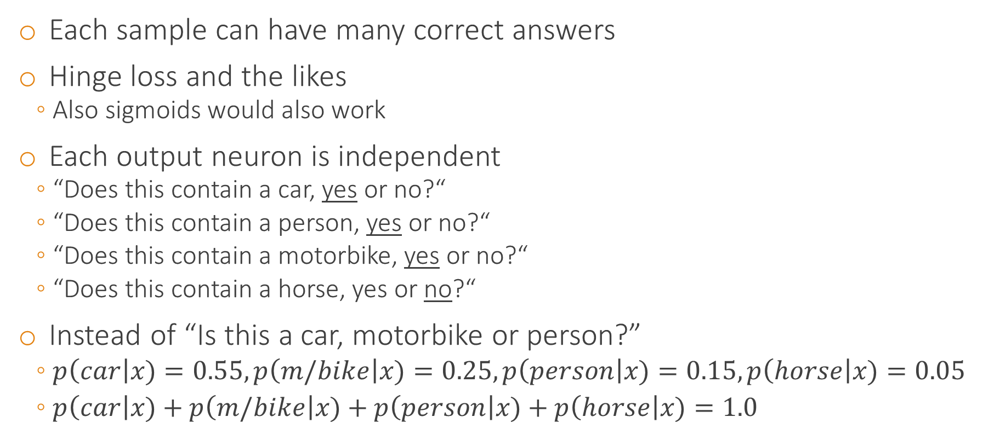 Each sample can have many correct answers
Hinge loss and the likes
Also sigmoids would also work
Each output neuron is independent
“Does this contain a car, yes or no?“
“Does this contain a person, yes or no?“
“Does this contain a motorbike, yes or no?“
“Does this contain a horse, yes or no?“
Instead of “Is this a car, motorbike or person?”
p(car|x) = 0.55, p(m/bike|x) = 0.25, p(person|x) = 0.15, p(horse|x) = 0.05
p(car|x) + p(m/bike|x) + p(person|x) + p(horse|x) = 1.0